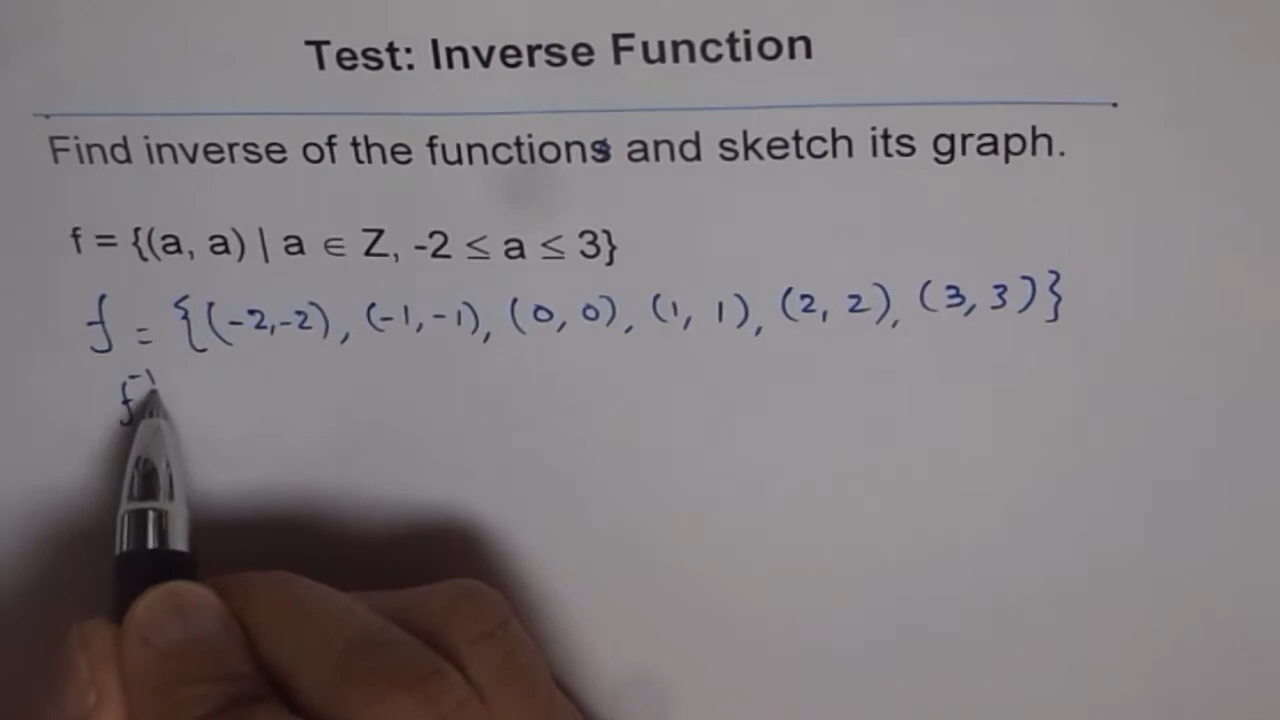 Test: Inverse Function
Find inverse of the functions and sketch its graph.
f = {(a, a) | a ∈ Z, -2 ≤ a ≤ 3}
f = {(-2,-2), (-1,-1), (0,0), (1, 1), (2, 2), (3,3)}
f⁻¹